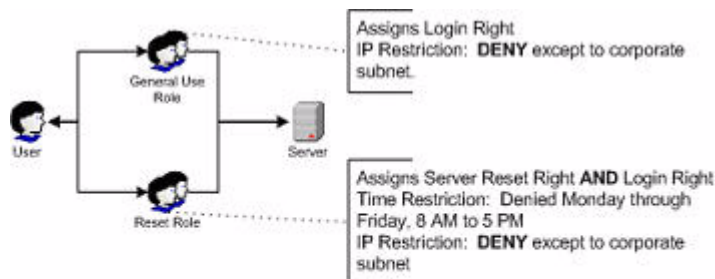 Assigns Login Right
IP Restriction: DENY except to corporate
subnet.
General Use
Role
User
Server
Assigns Server Reset Right AND Login Right
Time Restriction: Denied Monday through
Friday, 8 AM to 5 PM
IP Restriction: DENY except to corporate
subnet
Reset Role